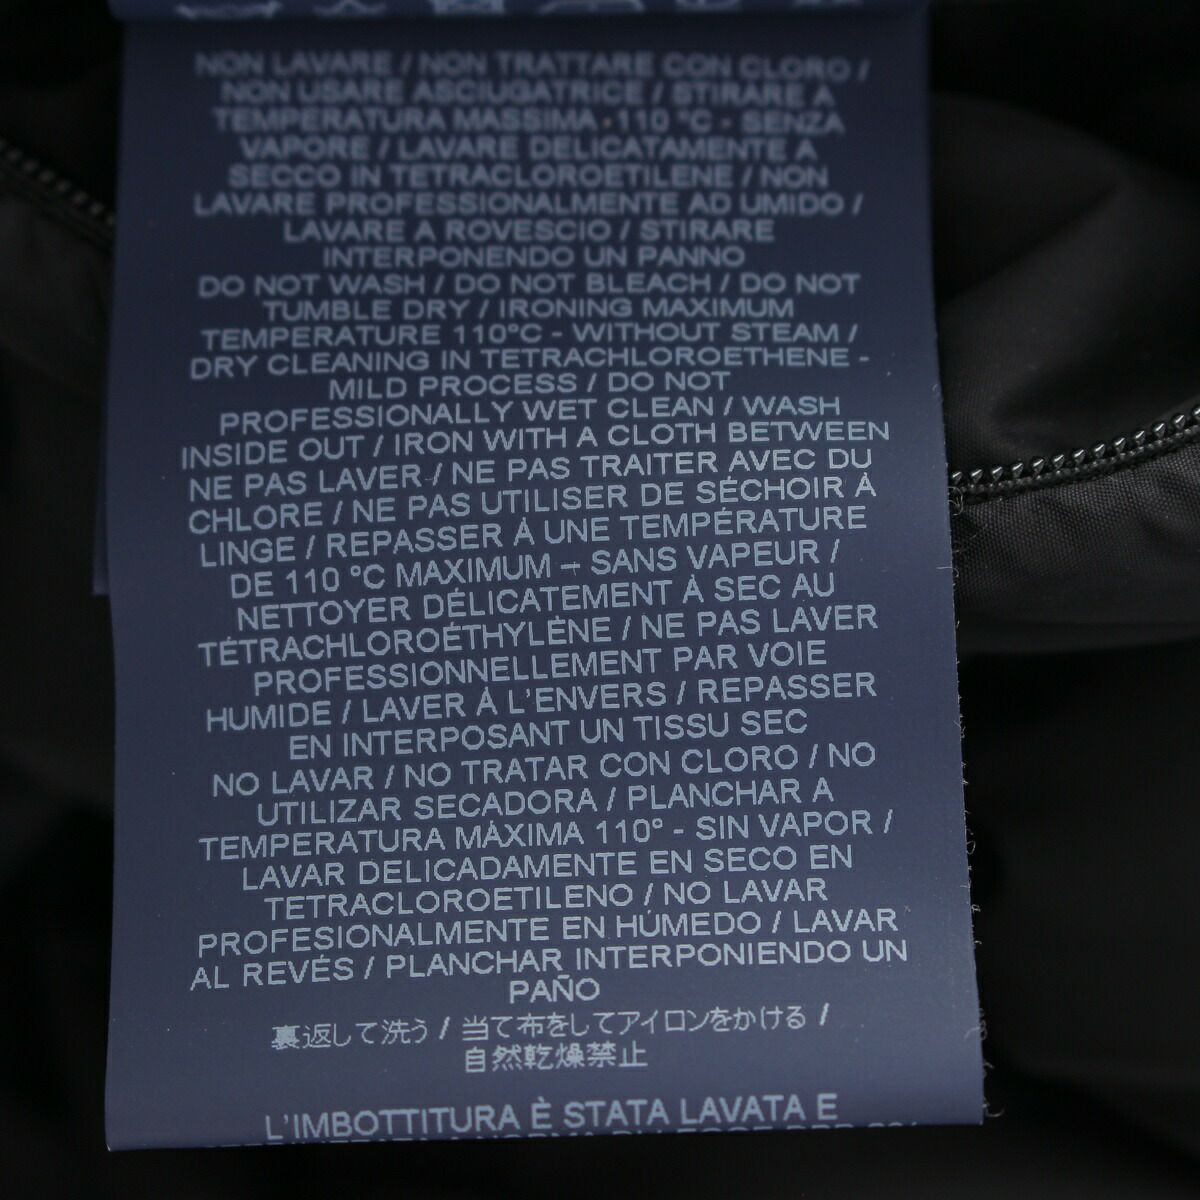 NON LAVARE / NON TRATTARE CON CLORO /
NON USARE ASCIUGATRICE / STIRARE A
TEMPERATURA MASSIMA 110 °C - SENZA
VAPORE / LAVARE DELICATAMENTE A
SECCO IN TETRACLOROETILENE / NON
LAVARE PROFESSIONALMENTE AD UMIDO /
LAVARE A ROVESCIO / STIRARE
INTERPONENDO UN PANNO
DO NOT WASH / DO NOT BLEACH / DO NOT
TUMBLE DRY / IRONING MAXIMUM
TEMPERATURE 110°C - WITHOUT STEAM /
DRY CLEANING IN TETRACHLOROETHENE -
MILD PROCESS / DO NOT
PROFESSIONALLY WET CLEAN / WASH
INSIDE OUT / IRON WITH A CLOTH BETWEEN
NE PAS LAVER / NE PAS TRAITER AVEC DU
CHLORE / NE PAS UTILISER DE SÉCHOIR À
LINGE / REPASSER À UNE TEMPÉRATURE
DE 110 °C MAXIMUM – SANS VAPEUR /
NETTOYER DÉLICATEMENT À SEC AU
TÉTRACHLOROÉTHYLÈNE / NE PAS LAVER
PROFESSIONNELLEMENT PAR VOIE
HUMIDE / LAVER À L'ENVERS / REPASSER
EN INTERPOSANT UN TISSU SEC
NO LAVAR / NO TRATAR CON CLORO / NO
UTILIZAR SECADORA / PLANCHAR A
TEMPERATURA MÁXIMA 110° - SIN VAPOR /
LAVAR DELICADAMENTE EN SECO EN
TETRACLOROETILENO / NO LAVAR
PROFESIONALMENTE EN HÚMEDO / LAVAR
AL REVÉS / PLANCHAR INTERPONIENDO UN
PAÑO
裏返して洗う / 当て布をしてアイロンをかける /
自然乾燥禁止
L'IMBOTTITURA È STATA LAVATA E